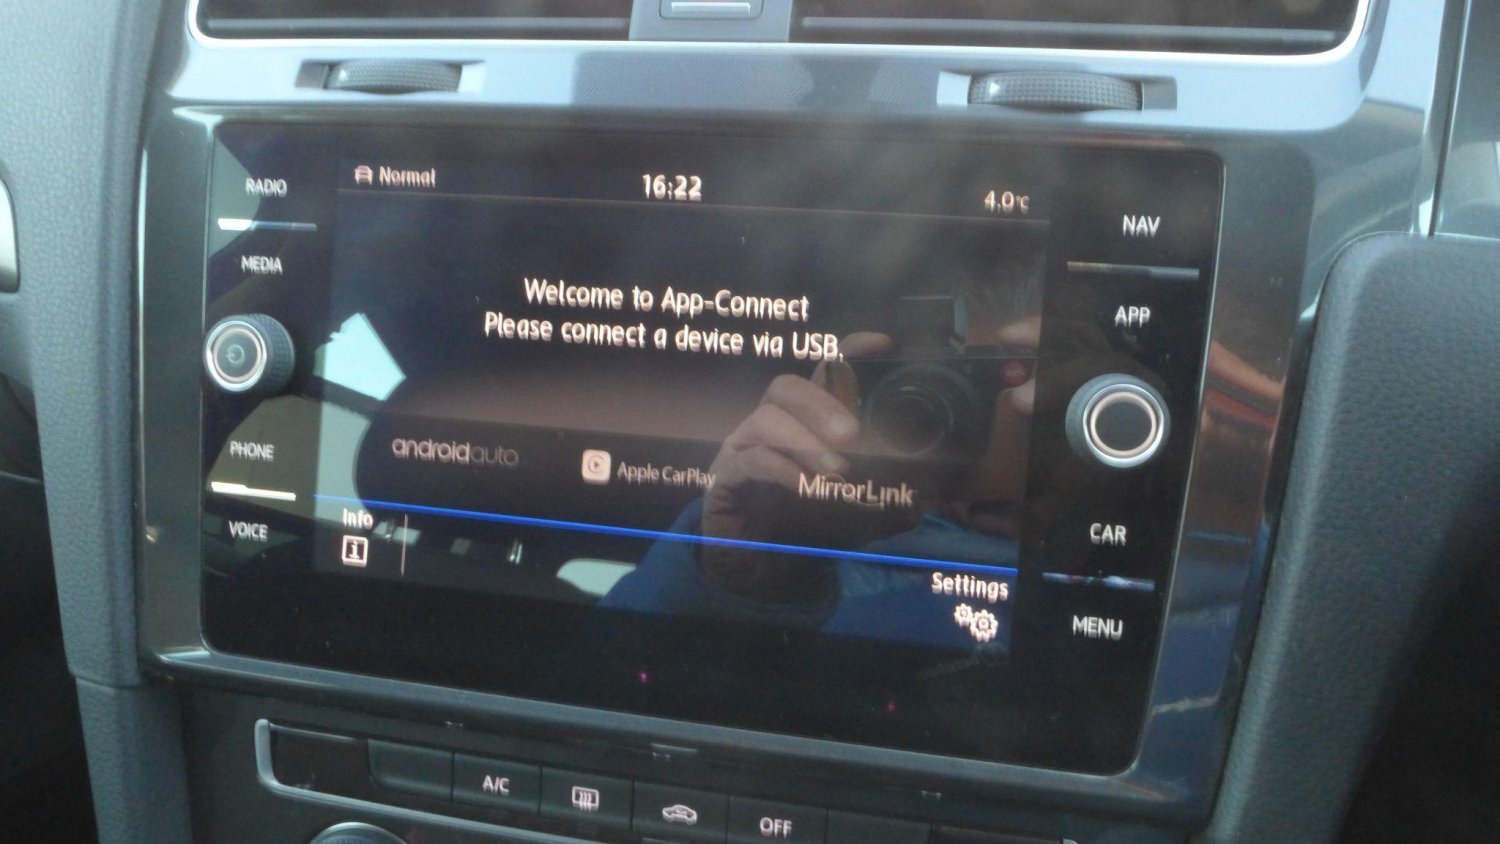 Normal 16:22 4.0°C
RADIO
MEDIA
PHONE
VOICE
Welcome to App-Connect
Please connect a device via USB.
androidauto Apple CarPlay MirrorLink
Info
i
Settings
NAV
APP
CAR
MENU
A/C
OFF